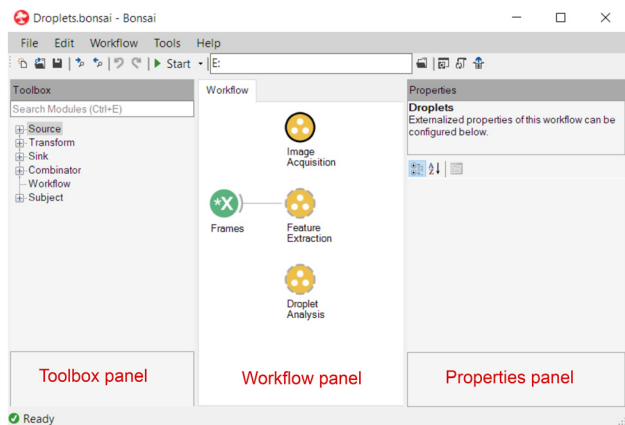 Droplets.bonsai - Bonsai
File Edit Workflow Tools Help
Start E:
Toolbox
Search Modules (Ctrl+E)
Source
Transform
Sink
Combinator
Workflow
Subject
Toolbox panel
Workflow
Image
Acquisition
Frames
Feature
Extraction
Droplet
Analysis
Workflow panel
Properties
Droplets
Externalized properties of this workflow can be
configured below.
Properties panel
Ready